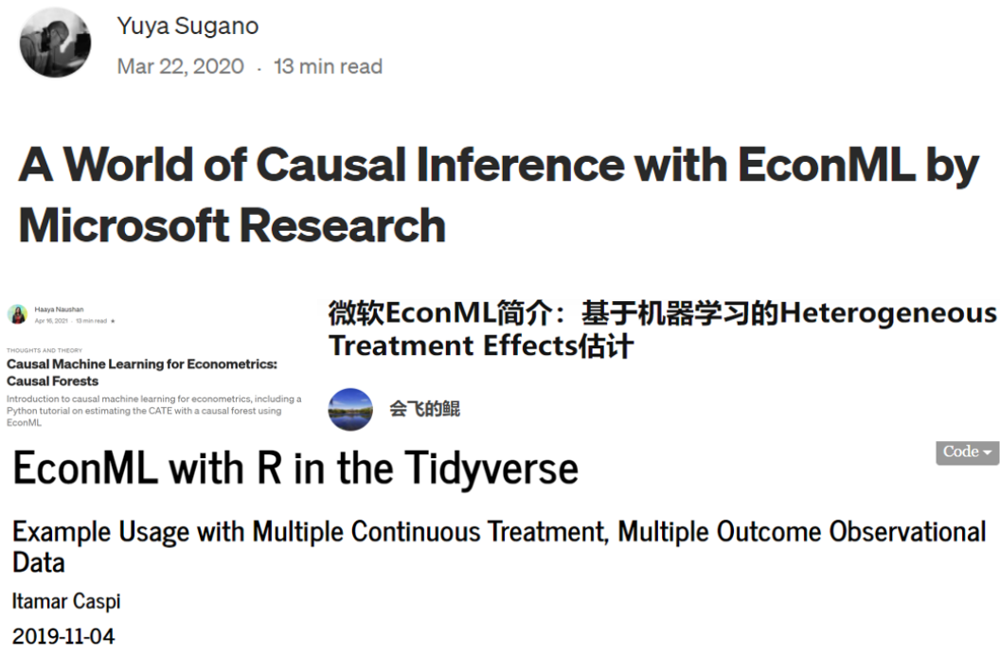 Yuya Sugano
Mar 22, 2020 · 13 min read
A World of Causal Inference with EconML by
Microsoft Research
Haaya Naushan
Apr 16, 2021 · 13 min read ★
THOUGHTS AND THEORY
Causal Machine Learning for Econometrics:
Causal Forests
Introduction to causal machine learning for econometrics, including a
Python tutorial on estimating the CATE with a causal forest using
EconML
微软EconML简介：基于机器学习的Heterogeneous
Treatment Effects估计
会飞的鲲
EconML with R in the Tidyverse
Code
Example Usage with Multiple Continuous Treatment, Multiple Outcome Observational
Data
Itamar Caspi
2019-11-04